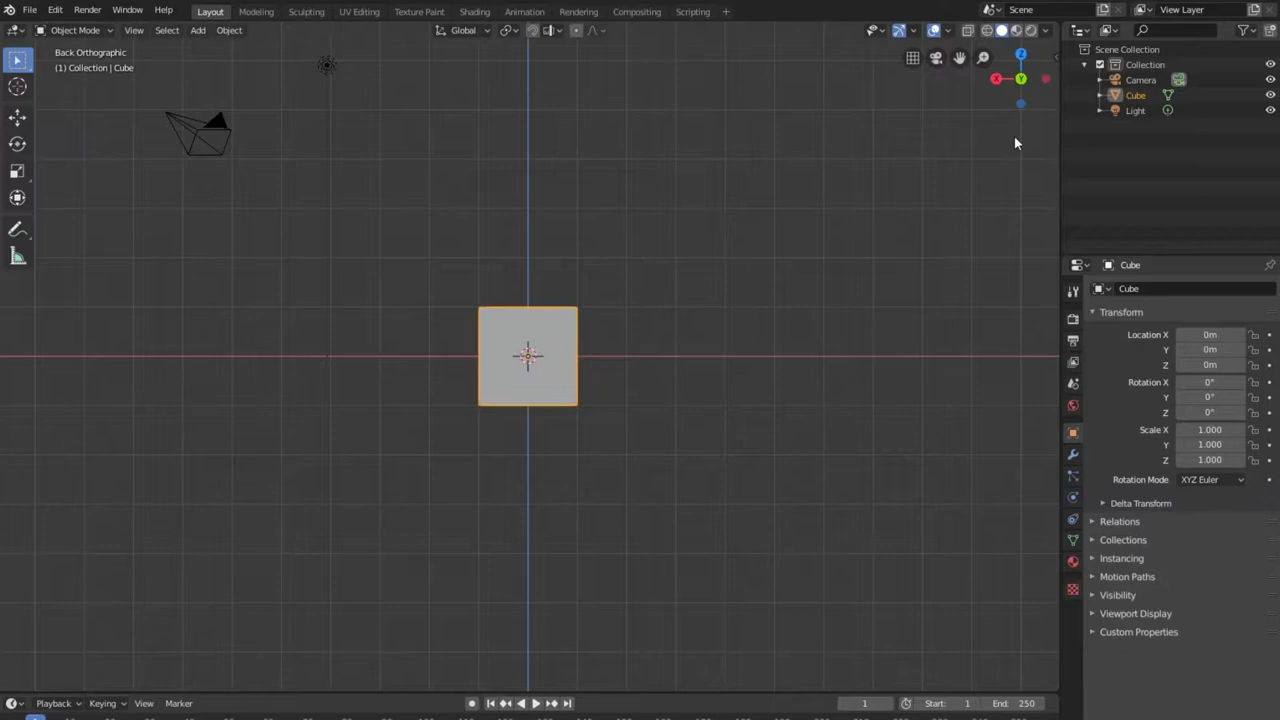 File Edit Render Window Help Layout Modeling Sculpting UV Editing Texture Paint Shading Animation Rendering Compositing Scripting + Scene View Layer
Object Mode View Select Add Object Global
Back Orthographic
(1) Collection | Cube
Z
X Y
Scene Collection
Collection
Camera
Cube
Light
Cube
Cube
Transform
Location X 0m
Y 0m
Z 0m
Rotation X 0°
Y 0°
Z 0°
Scale X 1.000
Y 1.000
Z 1.000
Rotation Mode XYZ Euler
Delta Transform
Relations
Collections
Instancing
Motion Paths
Visibility
Viewport Display
Custom Properties
Playback Keying View Marker 1 Start: 1 End: 250